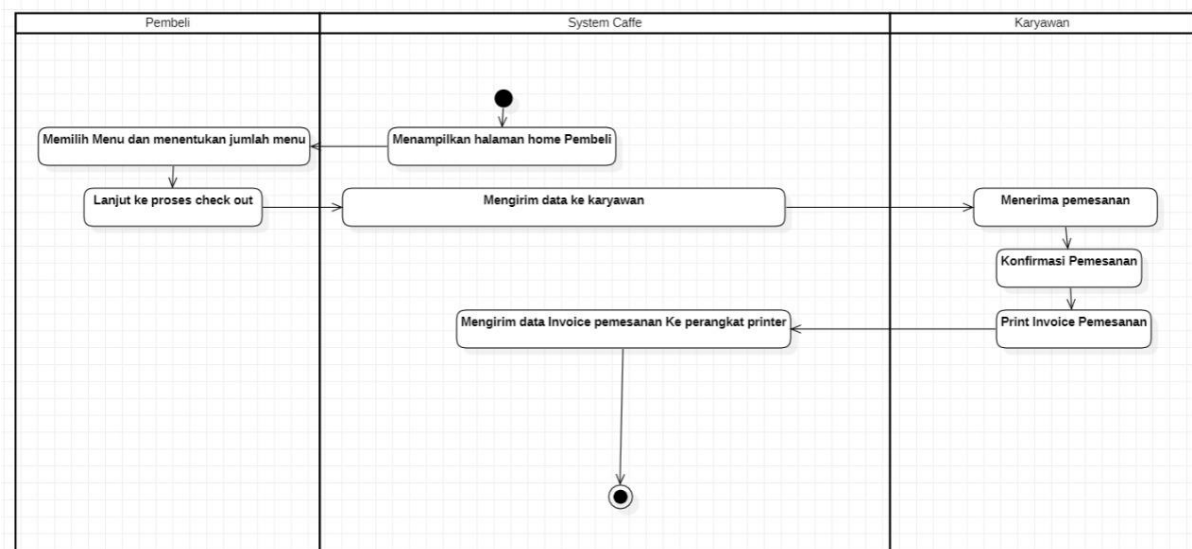 Pembeli
System Caffe
Karyawan
Memilih Menu dan menentukan jumlah menu
Menampilkan halaman home Pembeli
Lanjut ke proses check out
Mengirim data ke karyawan
Menerima pemesanan
Konfirmasi Pemesanan
Mengirim data Invoice pemesanan Ke perangkat printer
Print Invoice Pemesanan